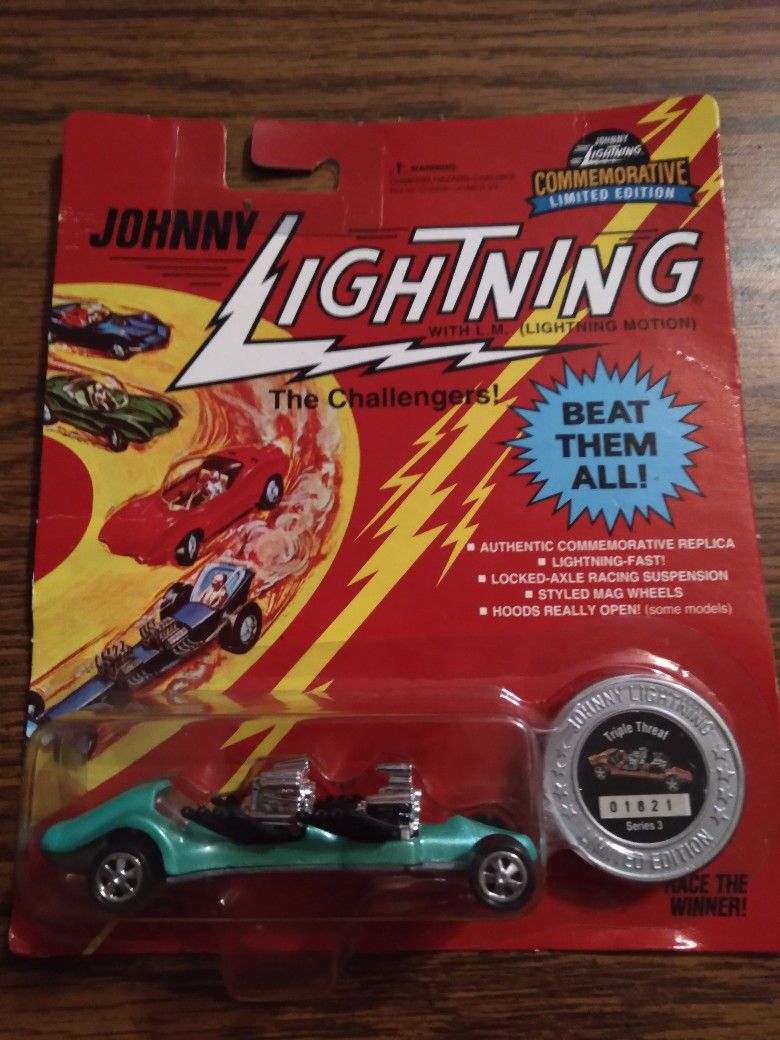 WARNING:
JOHNNY
LIGHTNING
COMMEMORATIVE
LIMITED EDITION
JOHNNY LIGHTNING®
WITH L.M. (LIGHTNING MOTION)
The Challengers!
BEAT
THEM
ALL!
▪ AUTHENTIC COMMEMORATIVE REPLICA
▪ LIGHTNING-FAST!
▪ LOCKED-AXLE RACING SUSPENSION
▪ STYLED MAG WHEELS
▪ HOODS REALLY OPEN! (some models)
JOHNNY LIGHTNING
Triple Threat
01821
Series 3
LIMITED EDITION
RACE THE
WINNER!